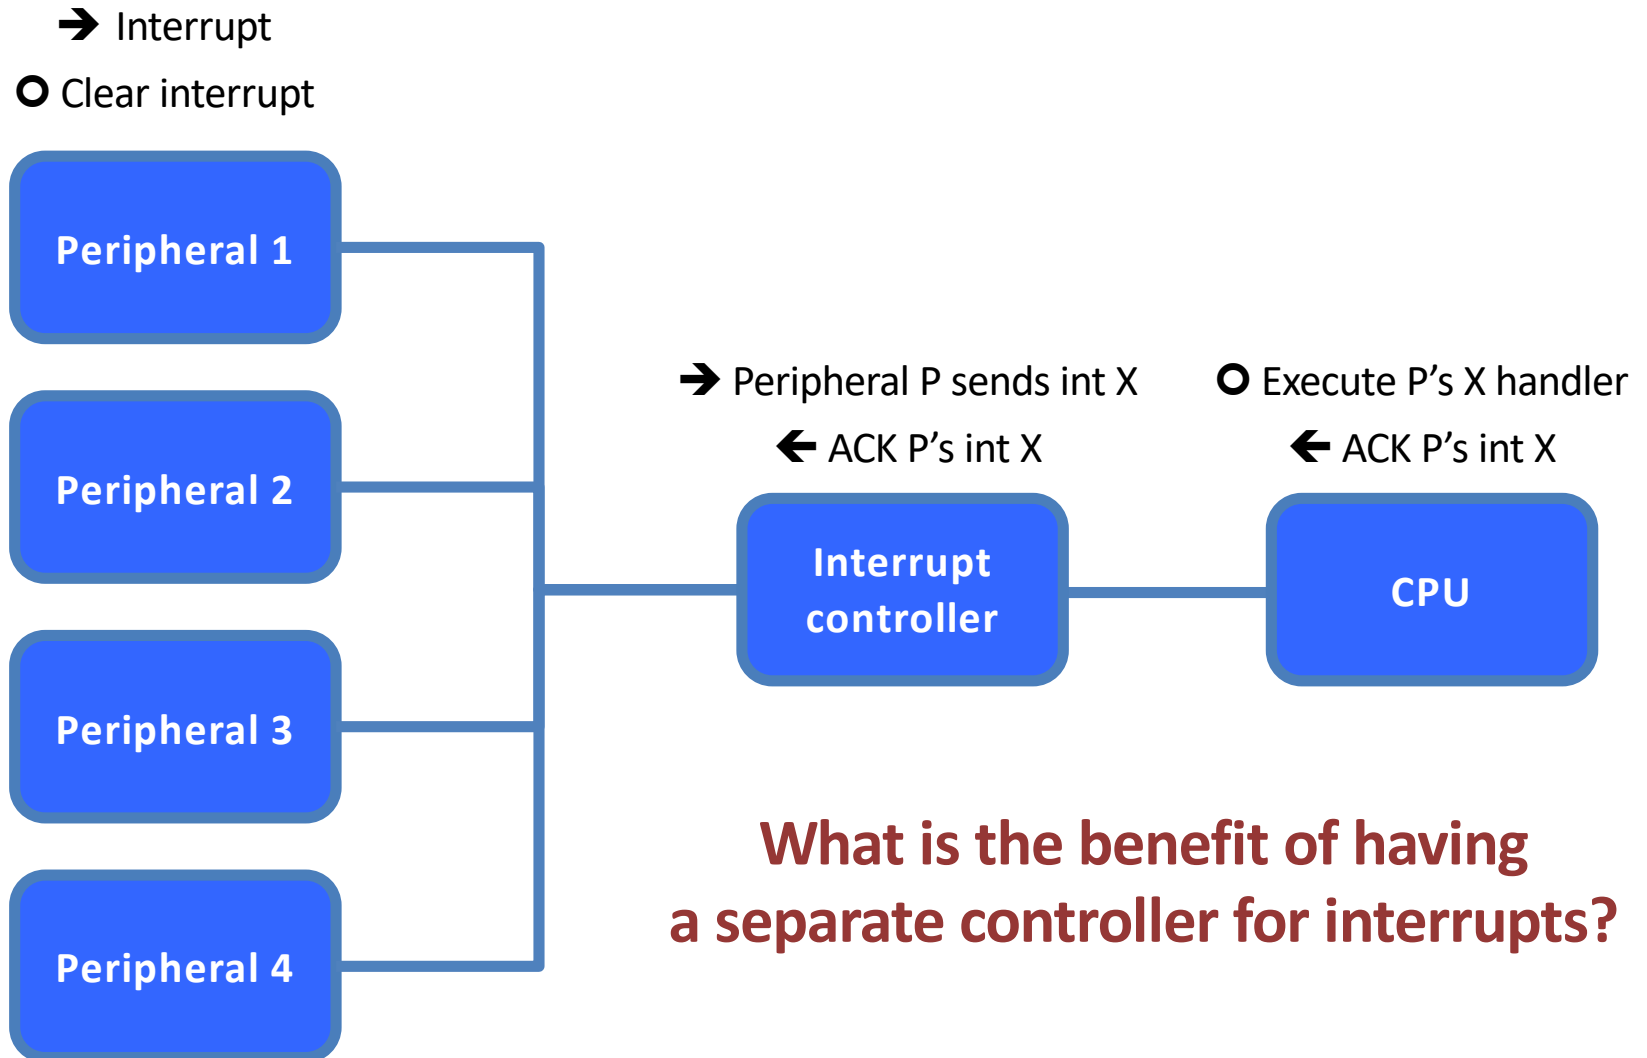 ➔ Interrupt
O Clear interrupt
Peripheral 1
Peripheral 2
Peripheral 3
Peripheral 4
➔ Peripheral P sends int X
🡰 ACK P’s int X
Interrupt
controller
O Execute P’s X handler
🡰 ACK P’s int X
CPU
What is the benefit of having
a separate controller for interrupts?